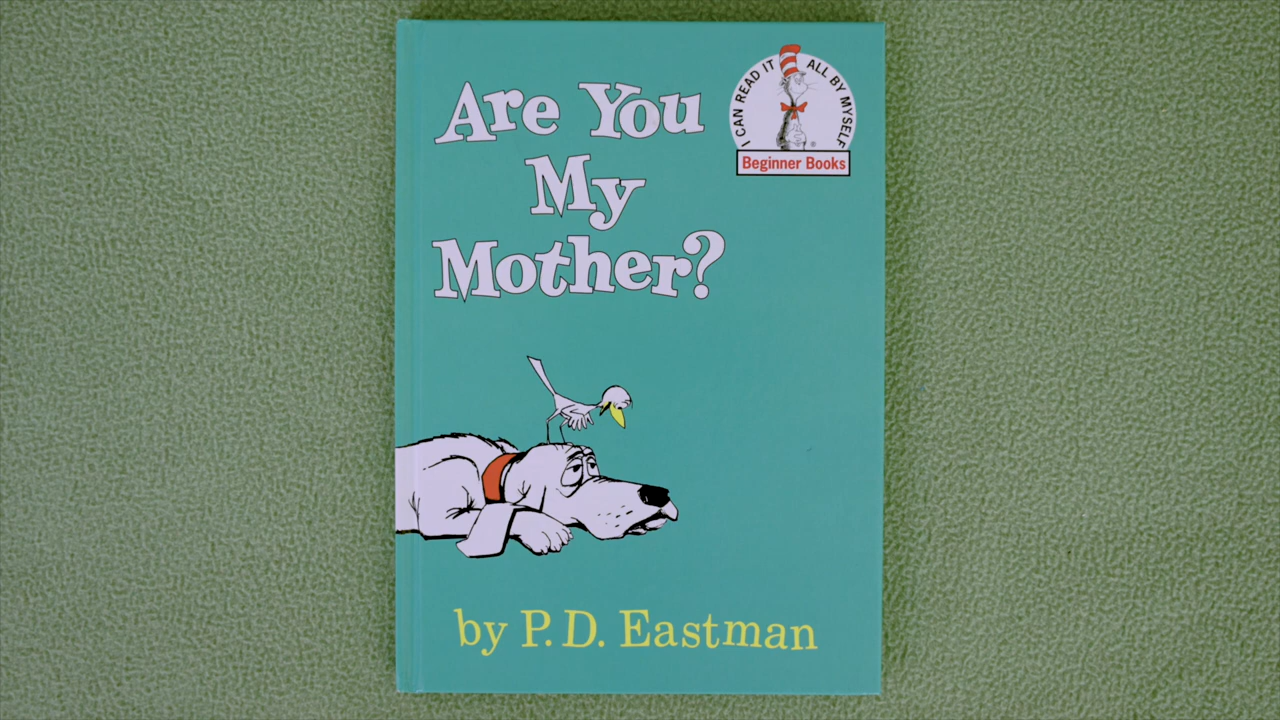 Are You
My
Mother?
I CAN READ IT ALL BY MYSELF
Beginner Books
by P.D. Eastman